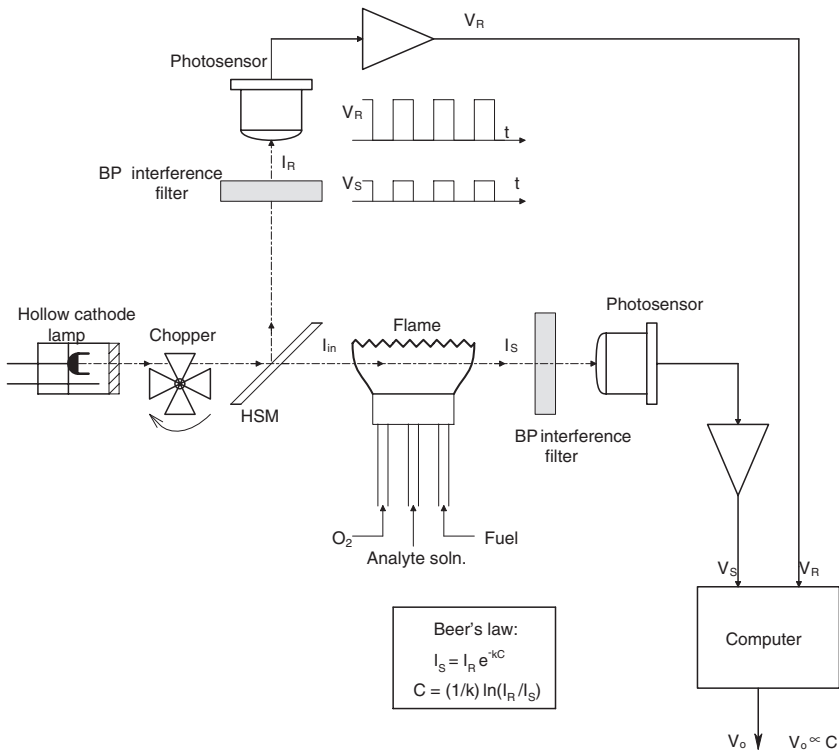 V_R
Photosensor
V_R
t
I_R
BP interference
filter
V_S
t
Hollow cathode
lamp
Chopper
Flame
Photosensor
I_in
I_S
HSM
BP interference
filter
O_2
Fuel
Analyte soln.
V_S
V_R
Beer's law:
I_S = I_R e^-kC
C = (1/k) ln(I_R/I_S)
Computer
V_o
V_o ∝ C